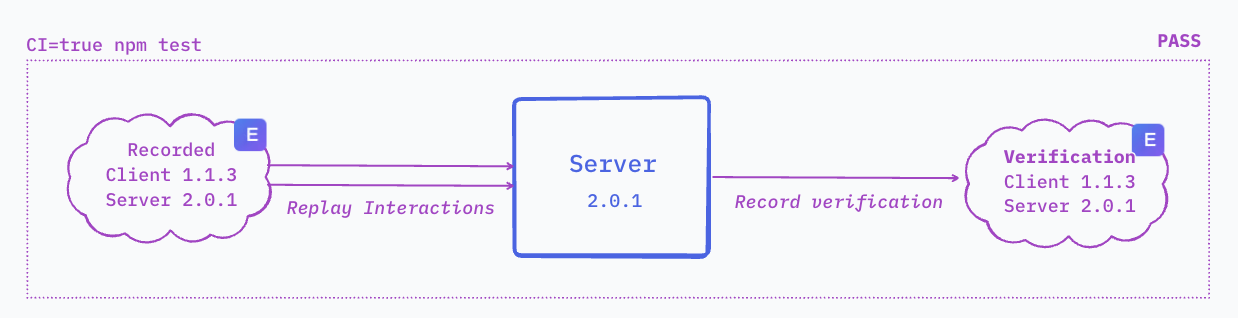 CI=true npm test
PASS
E
Recorded
Client 1.1.3
Server 2.0.1
Replay Interactions
Server
2.0.1
Record verification
E
Verification
Client 1.1.3
Server 2.0.1